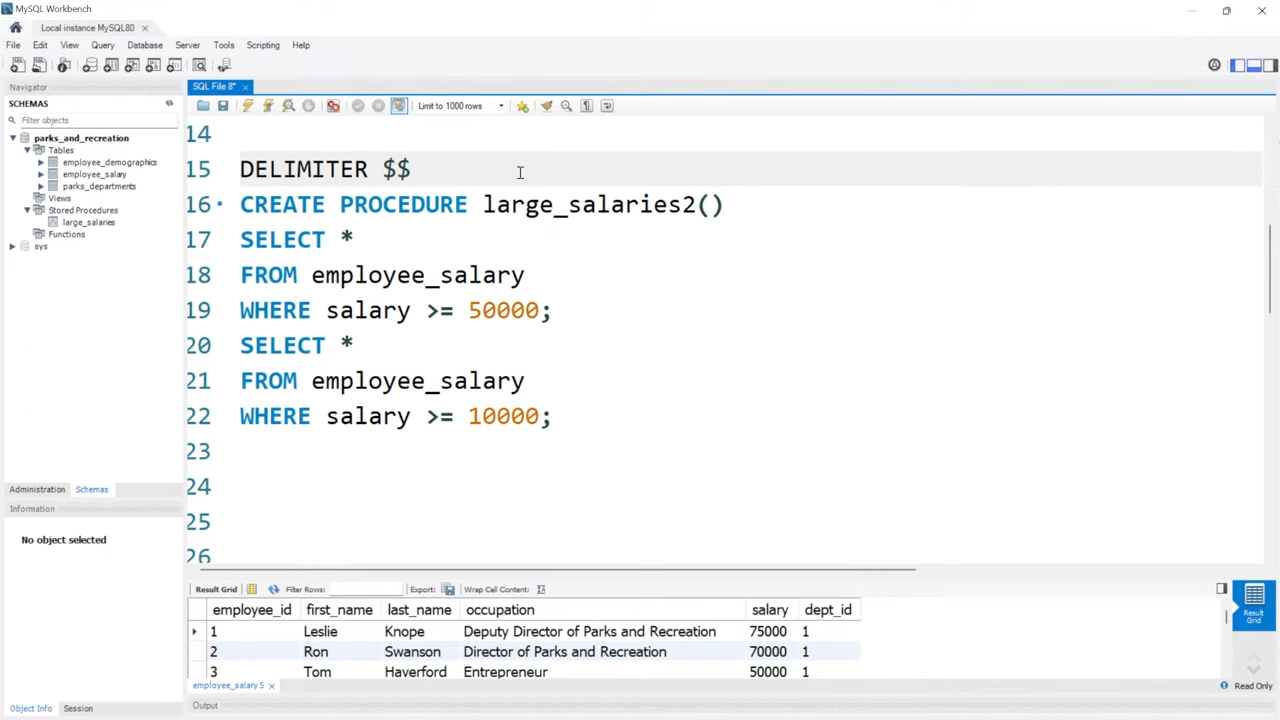 MySQL Workbench
Local instance MySQL80
File Edit View Query Database Server Tools Scripting Help
Navigator
SCHEMAS
Filter objects
parks_and_recreation
Tables
employee_demographics
employee_salary
parks_departments
Views
Stored Procedures
large_salaries
Functions
sys
Administration Schemas
Information
No object selected
Object Info Session
SQL File 8*
Limit to 1000 rows
14
15 DELIMITER $$
16 CREATE PROCEDURE large_salaries2()
17 SELECT *
18 FROM employee_salary
19 WHERE salary >= 50000;
20 SELECT *
21 FROM employee_salary
22 WHERE salary >= 10000;
23
24
25
26
Result Grid Filter Rows: Export: Wrap Cell Content:
employee_id first_name last_name occupation salary dept_id
1 Leslie Knope Deputy Director of Parks and Recreation 75000 1
2 Ron Swanson Director of Parks and Recreation 70000 1
3 Tom Haverford Entrepreneur 50000 1
Result Grid
employee_salary 5
Read Only
Output